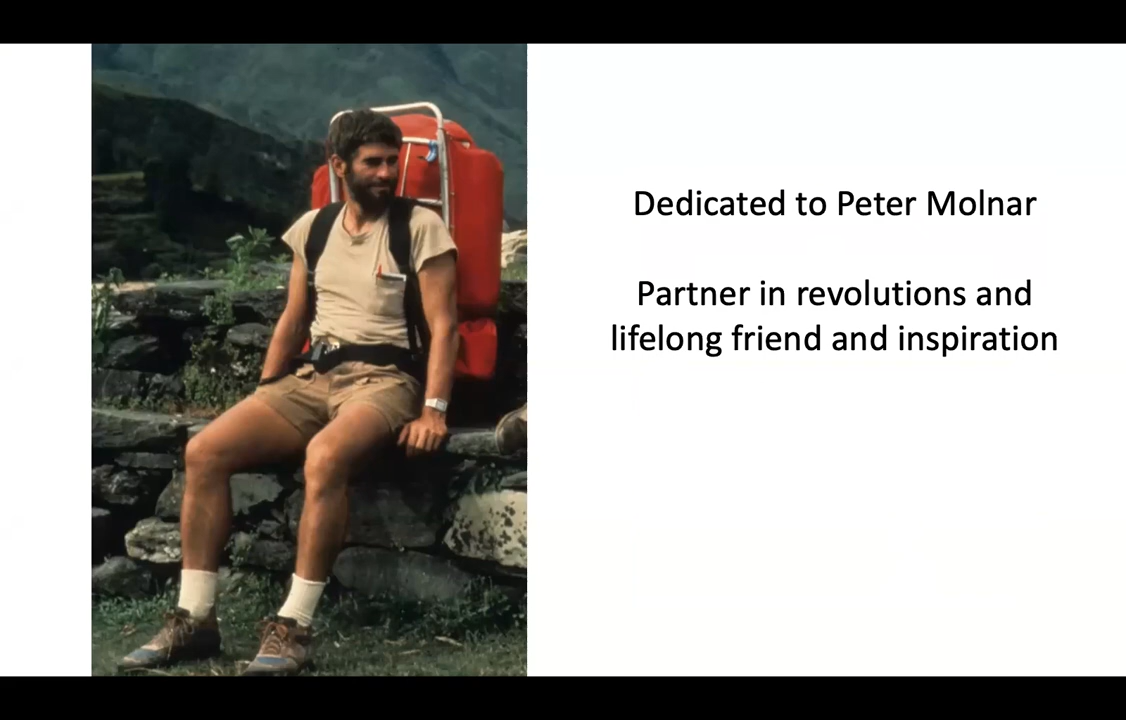 Dedicated to Peter Molnar
Partner in revolutions and
lifelong friend and inspiration